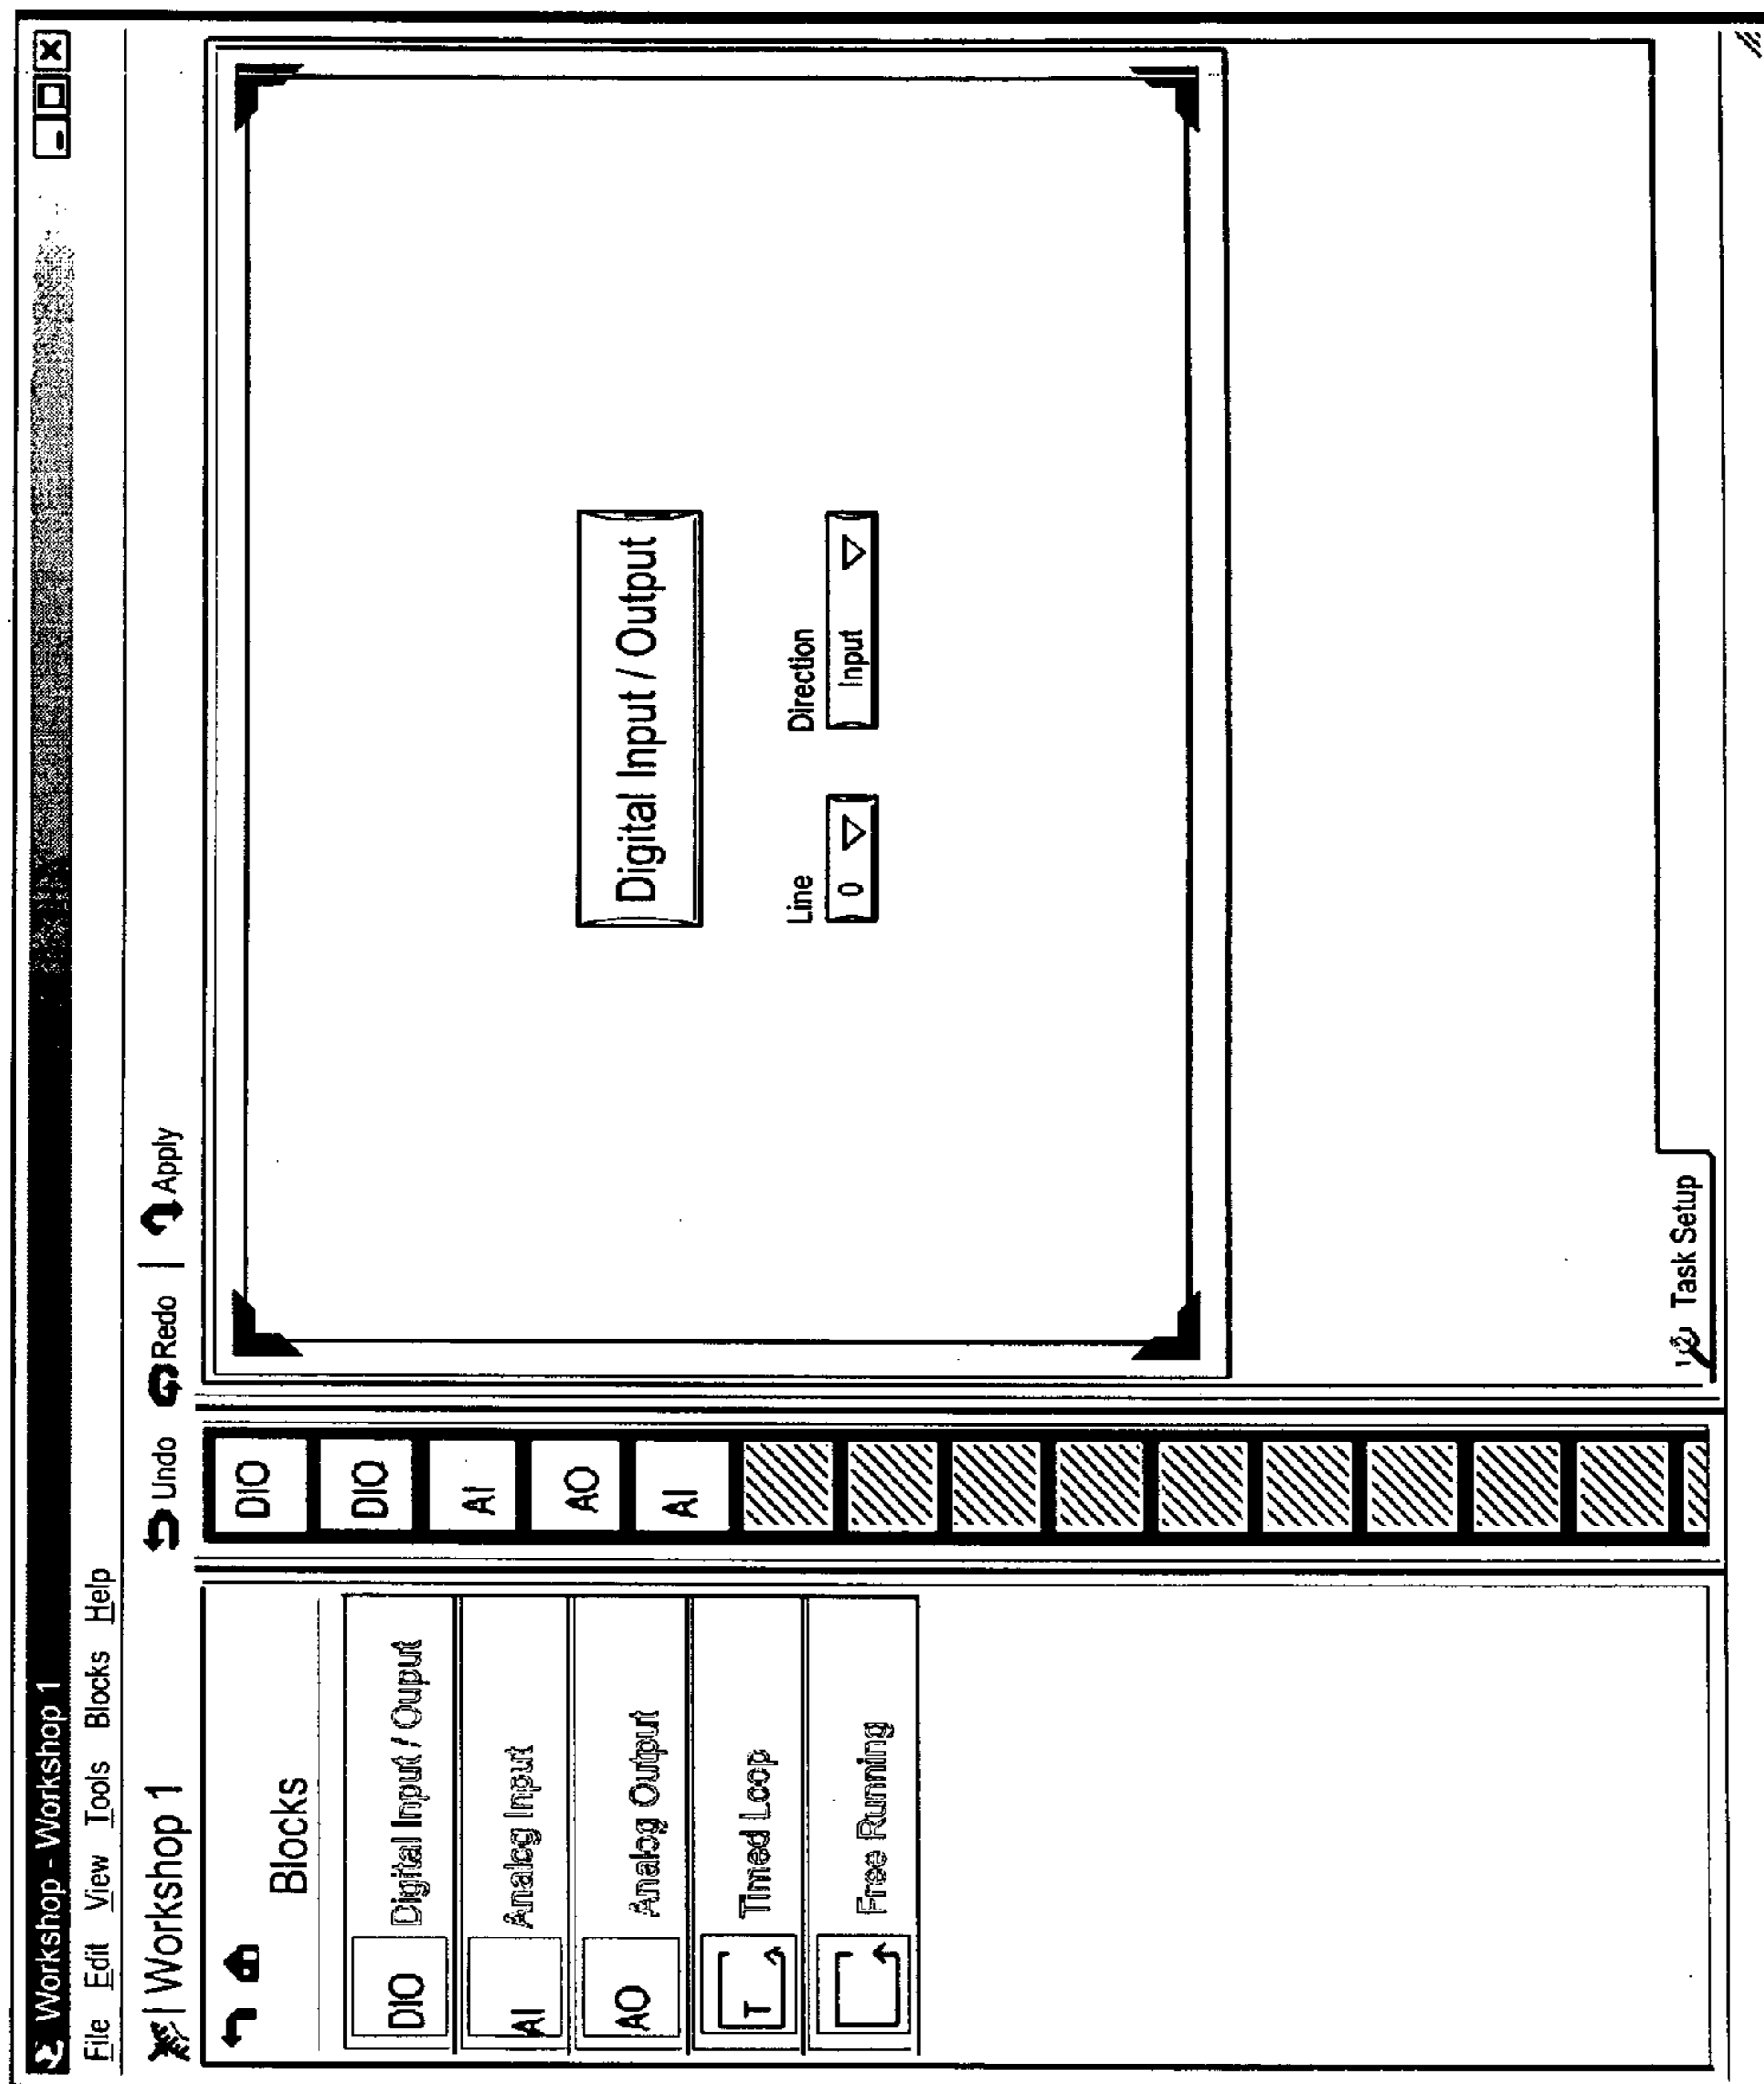 Workshop - Workshop 1
File Edit View Tools Blocks Help
Workshop 1
Undo Redo | Apply
Blocks
DIO Digital Input / Ouput
AI Analog Input
AO Analog Output
T Timed Loop
Free Running
DIO
DIO
AI
AO
AI
Digital Input / Output
Line Direction
0 Input
Task Setup